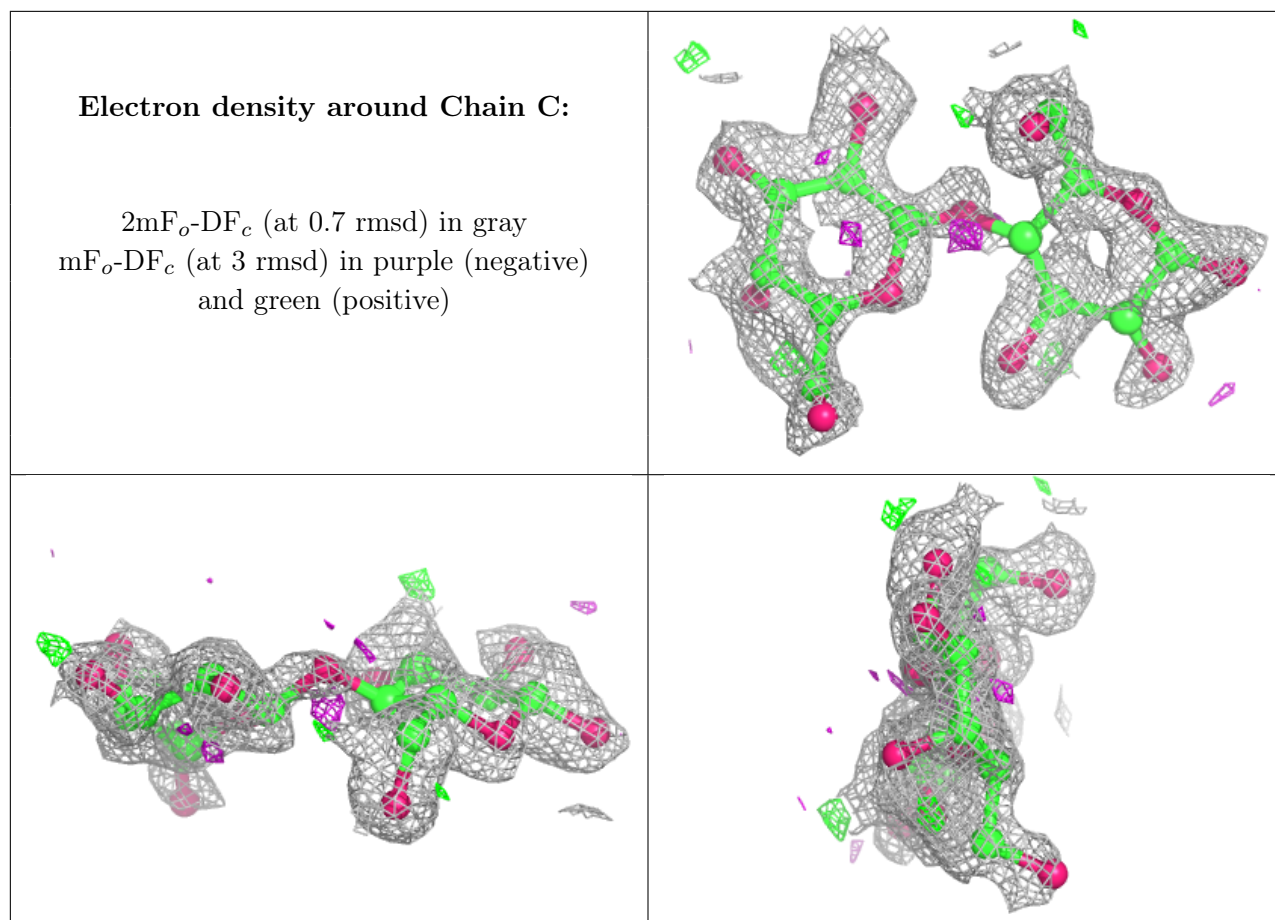 Electron density around Chain C:
2mFo-DFc (at 0.7 rmsd) in gray
mFo-DFc (at 3 rmsd) in purple (negative)
and green (positive)